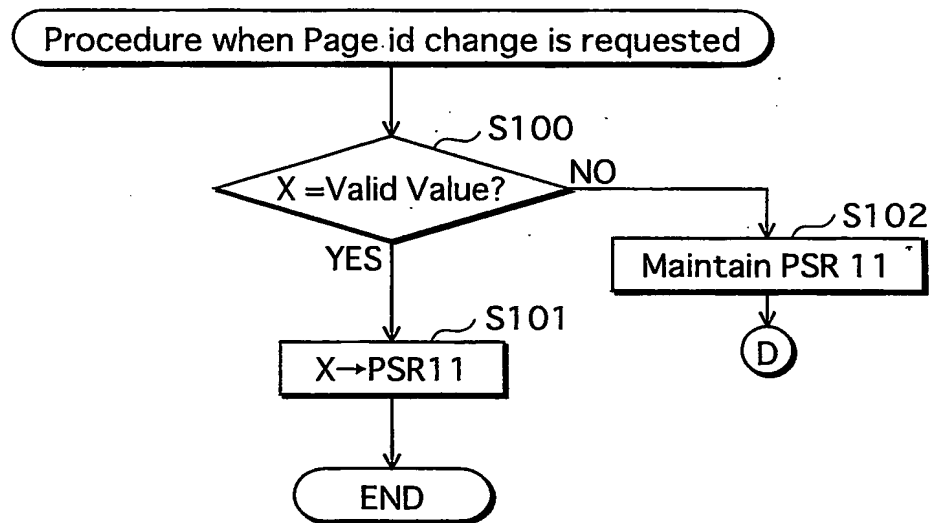 Procedure when Page id change is requested
S100
X =Valid Value?
NO
S102
YES
Maintain PSR 11
S101
D
X→PSR11
END